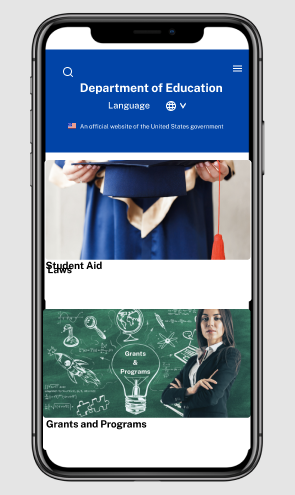 Department of Education
Language
An official website of the United States government
Student Aid
Laws
Grants
&
Programs
Grants and Programs